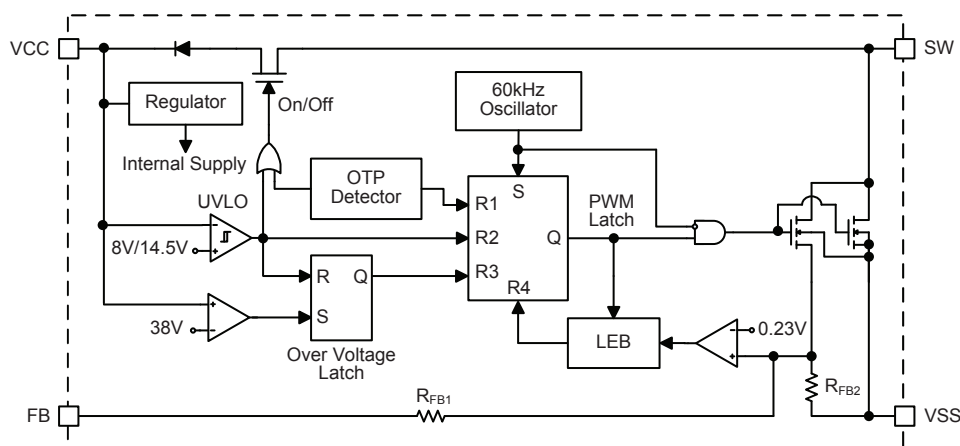 VCC
SW
Regulator
On/Off
60kHz
Oscillator
Internal Supply
OTP
Detector
UVLO
S
PWM
Latch
R1
8V/14.5V
−
+
R2
Q
R
Q
R3
R4
S
38V
+
−
LEB
−
+
0.23V
Over Voltage
Latch
RFB1
RFB2
FB
VSS